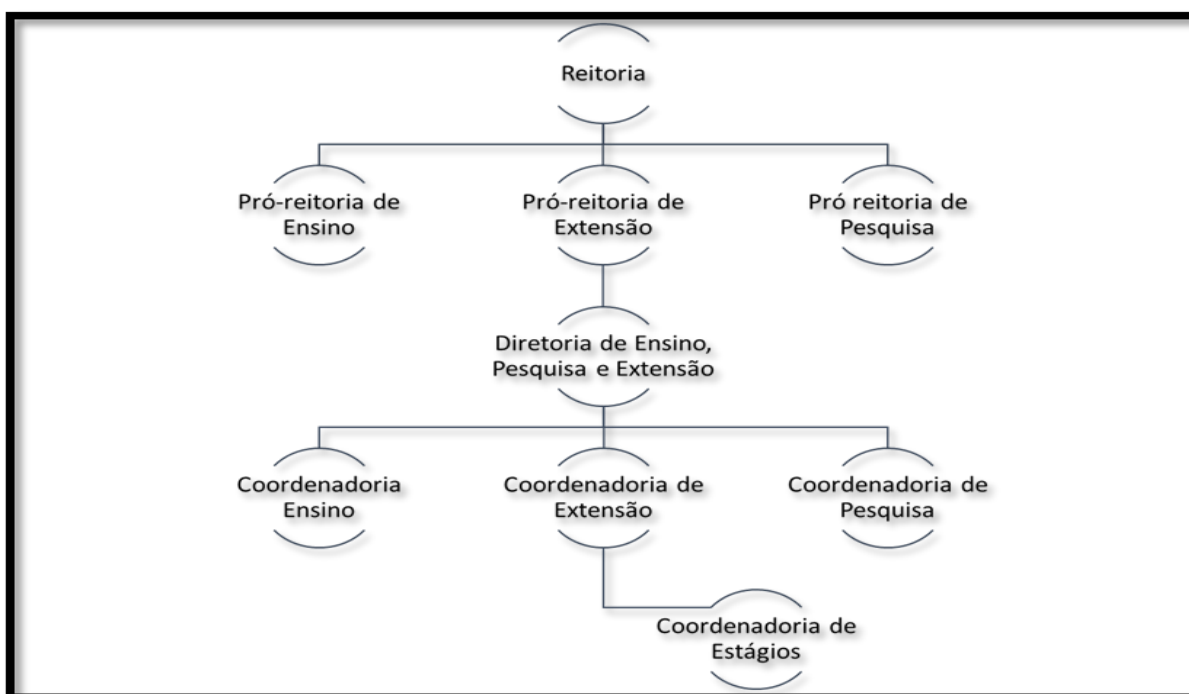 Reitoria
Pró-reitoria de
Ensino
Pró-reitoria de
Extensão
Pró reitoria de
Pesquisa
Diretoria de Ensino,
Pesquisa e Extensão
Coordenadoria
Ensino
Coordenadoria de
Extensão
Coordenadoria de
Pesquisa
Coordenadoria de
Estágios